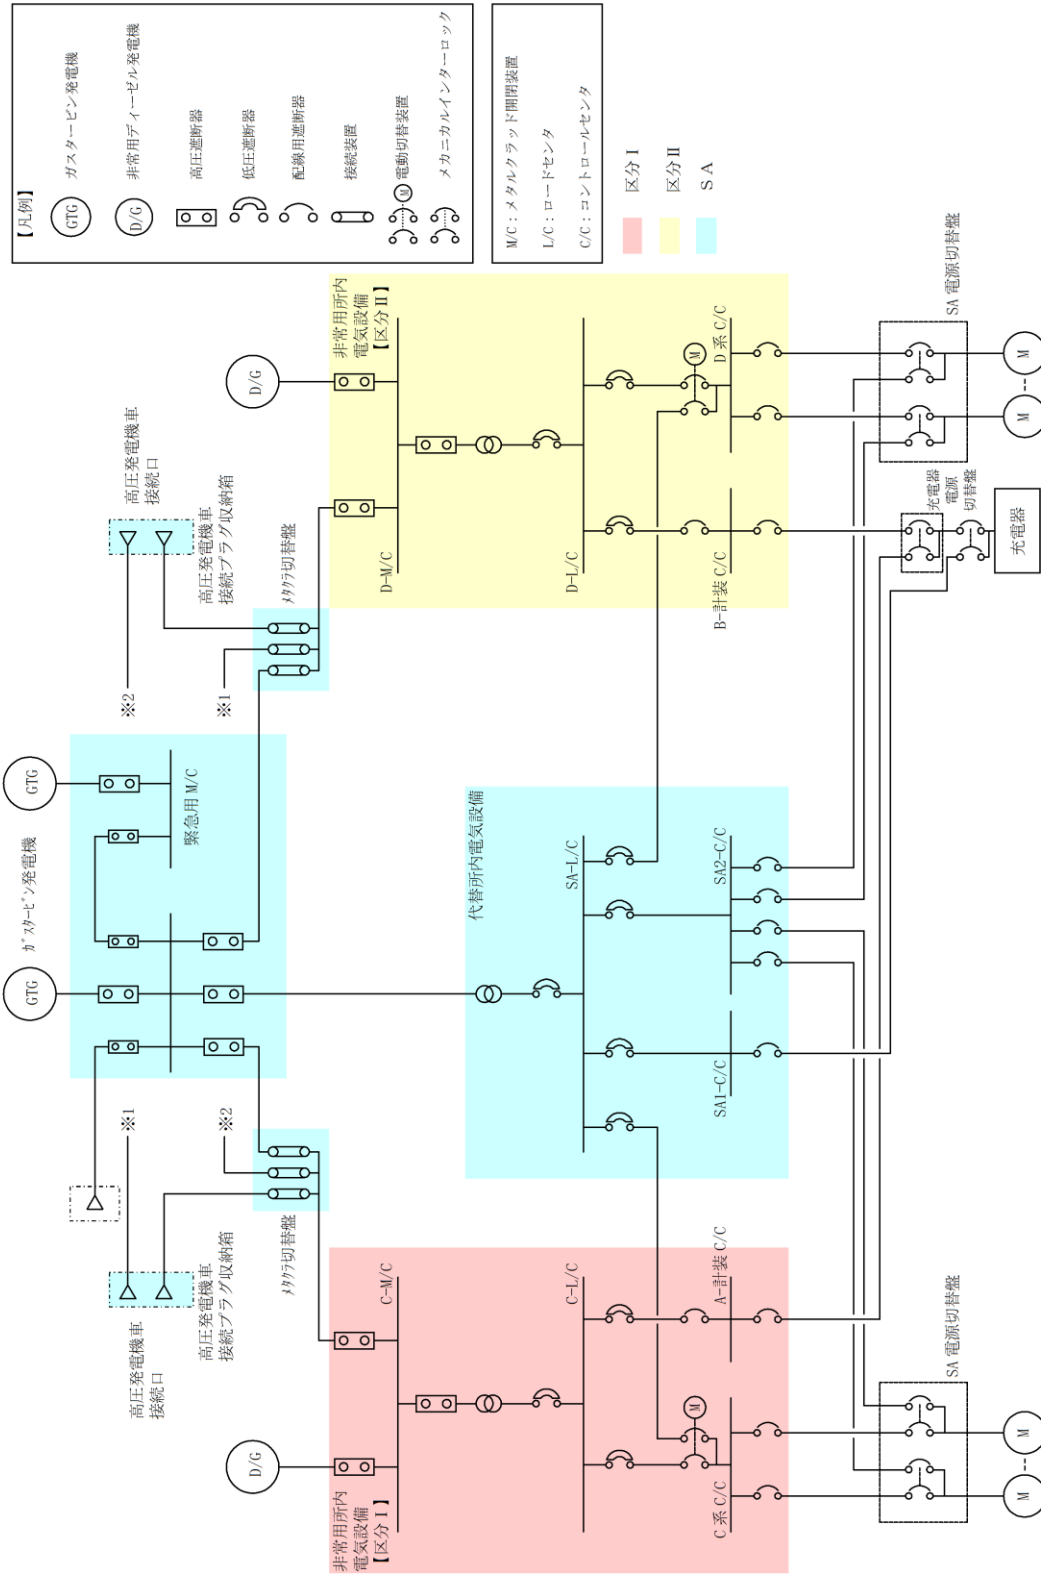 【凡例】
GTG
ガスタービン発電機
D/G
非常用ディーゼル発電機
高圧遮断器
低圧遮断器
配線用遮断器
接続装置
M
電動切替装置
メカニカルインターロック
M/C：メタルクラッド開閉装置
L/C：ロードセンタ
C/C：コントロールセンタ
区分Ⅰ
区分Ⅱ
ＳＡ
ｶﾞｽﾀｰﾋﾞﾝ発電機
GTG
GTG
緊急用 M/C
※1
※2
高圧発電機車
接続口
高圧発電機車
接続プラグ収納箱
ﾒﾀｸﾗ切替盤
※2
※1
高圧発電機車
接続口
高圧発電機車
接続プラグ収納箱
ﾒﾀｸﾗ切替盤
D/G
非常用所内
電気設備
【区分Ⅰ】
C-M/C
C-L/C
M
C 系 C/C
A-計装 C/C
代替所内電気設備
SA-L/C
SA1-C/C
SA2-C/C
D/G
非常用所内
電気設備
【区分Ⅱ】
D-M/C
D-L/C
M
B-計装 C/C
D 系 C/C
SA 電源切替盤
M
M
充電器
電源
切替盤
充電器
SA 電源切替盤
M
M